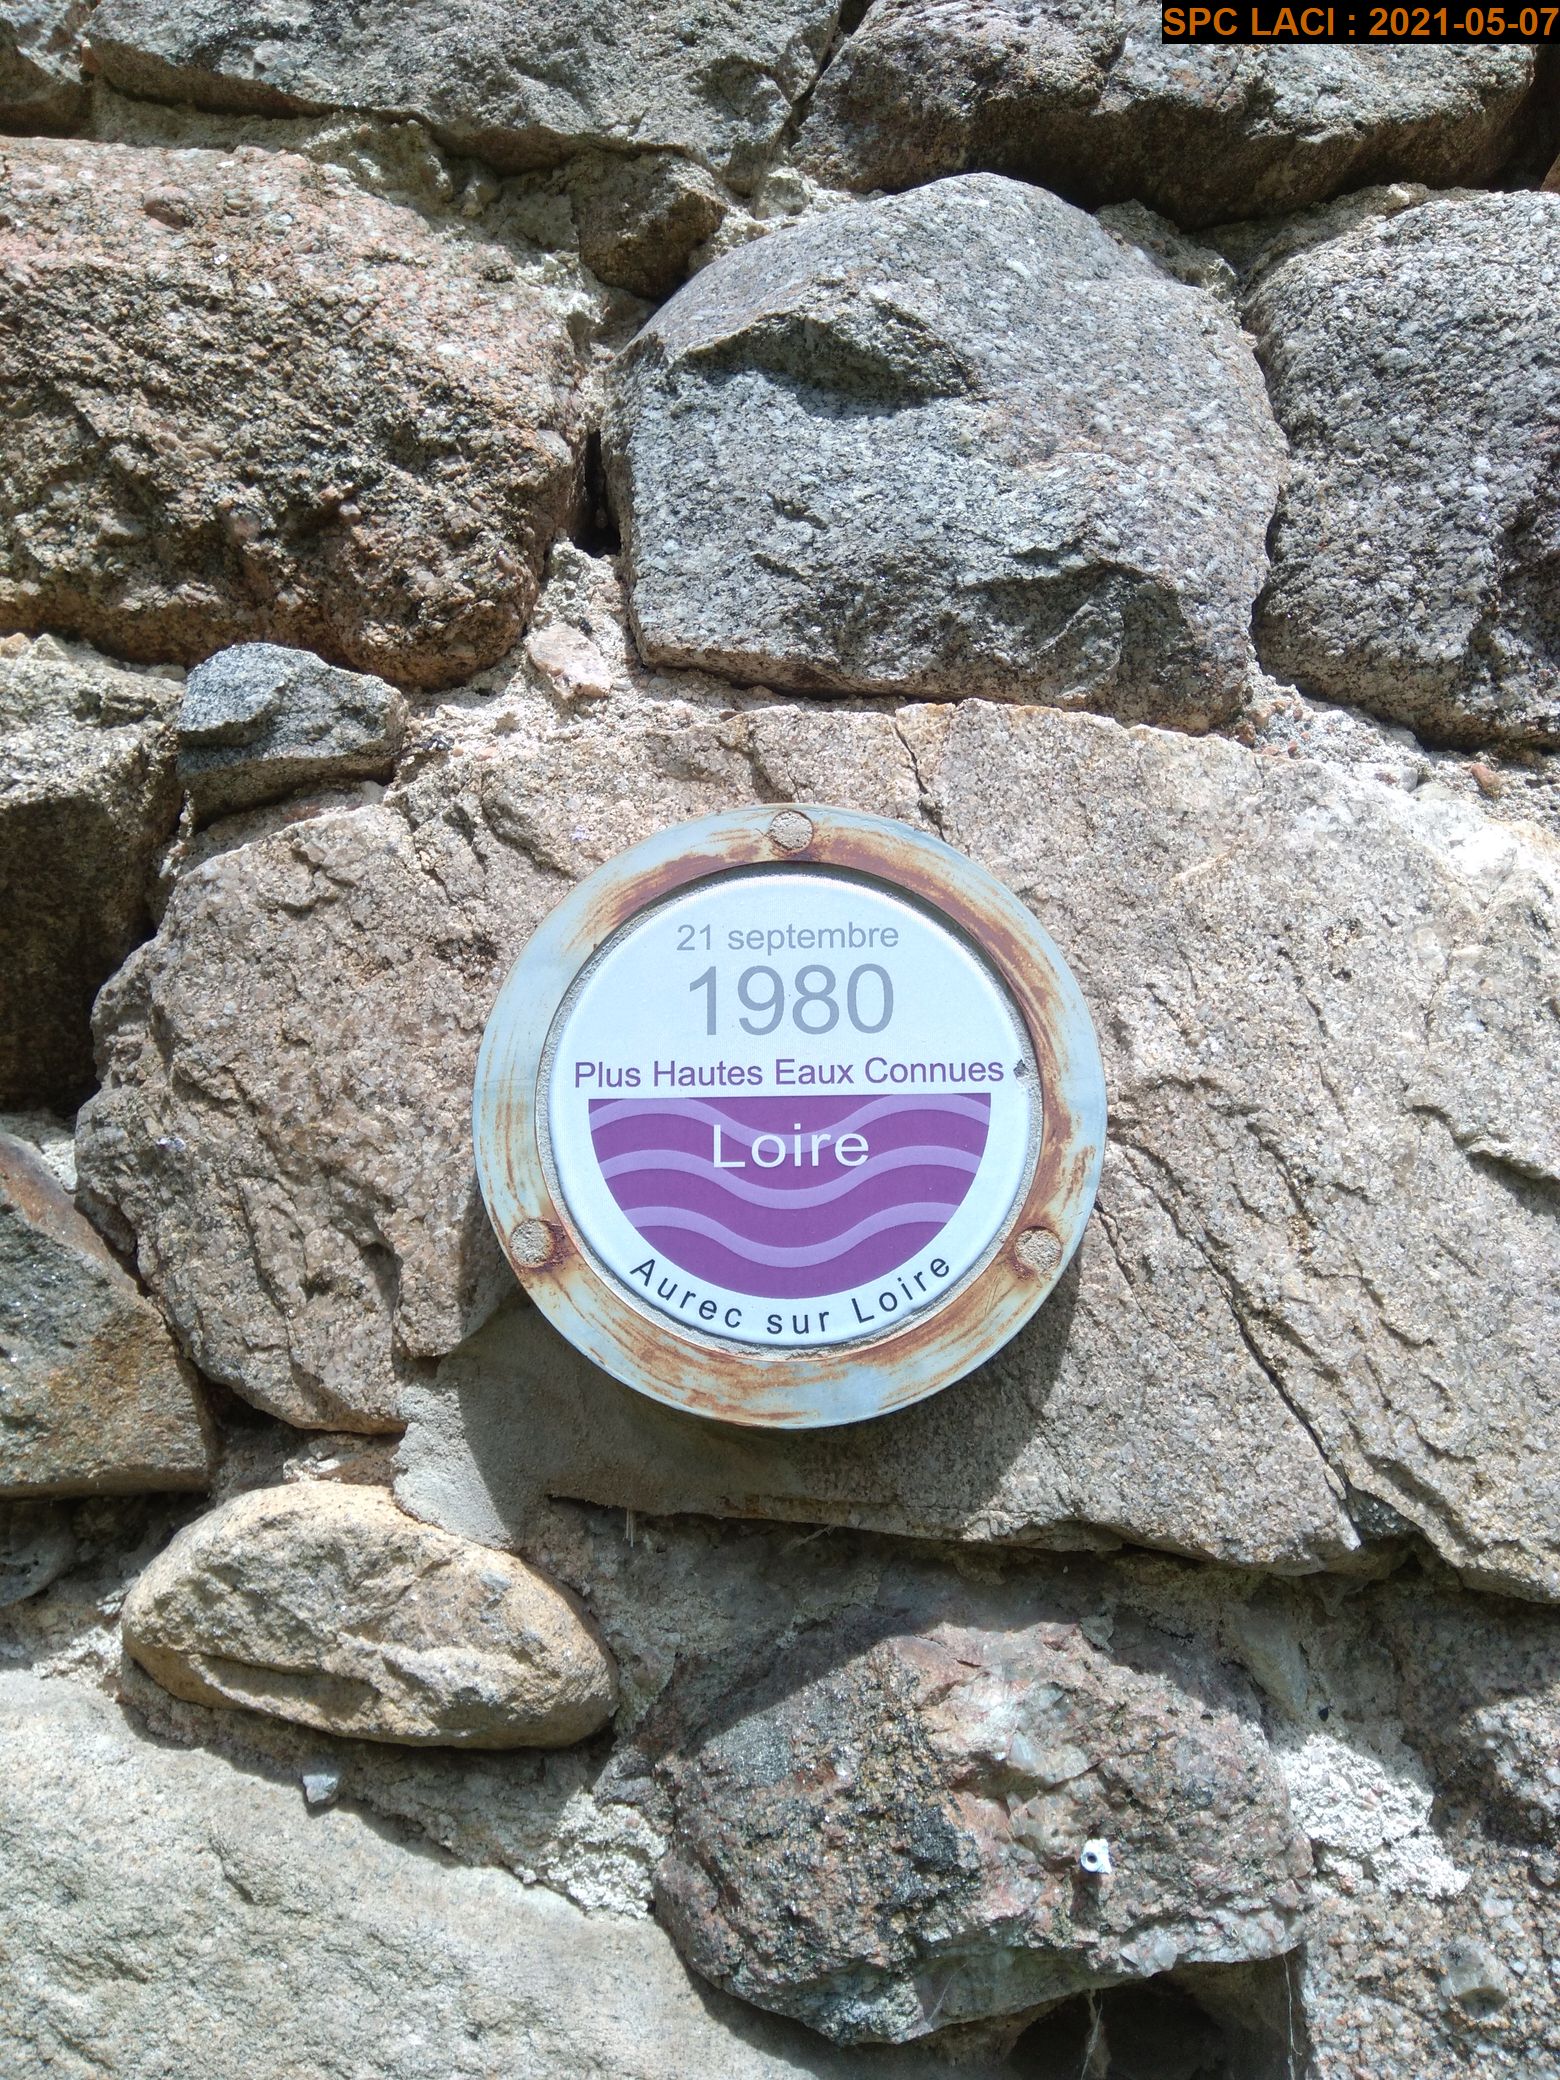 SPC LACI : 2021-05-07
21 septembre
1980
Plus Hautes Eaux Connues
Loire
Aurec sur Loire